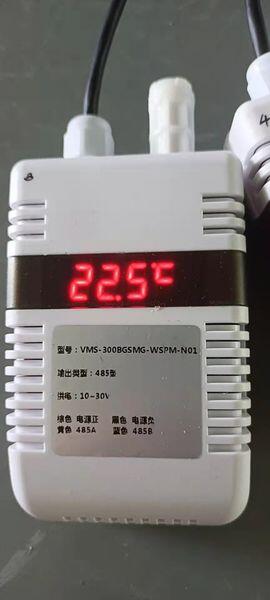 4
22.5℃
型号: VMS-300BGSMG-WSPM-N01
输出类型: 485型
供电: 10~30V
棕色 电源正 黑色 电源负
黄色 485A 蓝色 485B